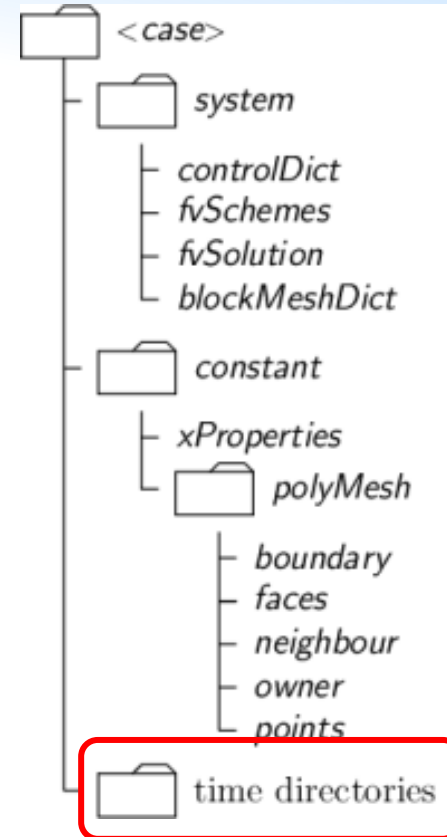 <case>
system
controlDict
fvSchemes
fvSolution
blockMeshDict
constant
xProperties
polyMesh
boundary
faces
neighbour
owner
points
time directories